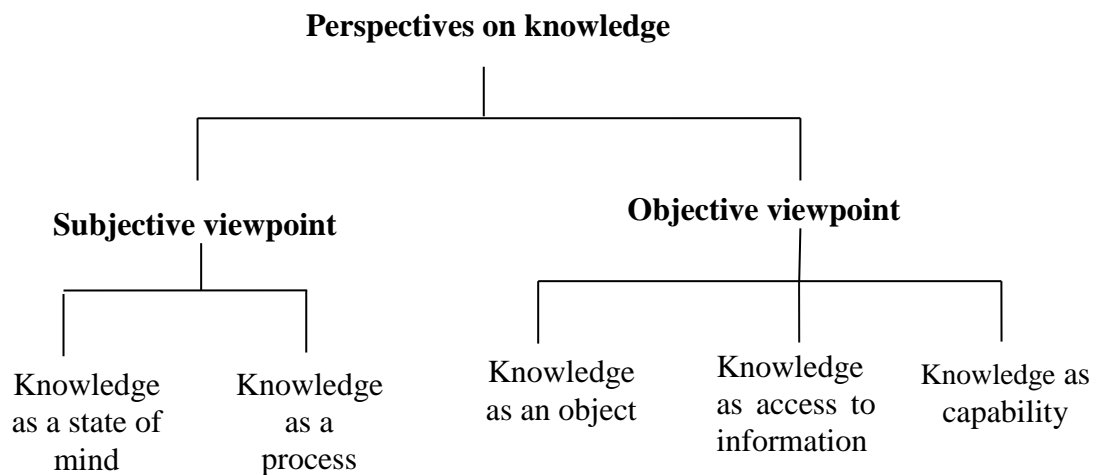 Perspectives on knowledge
Subjective viewpoint
Objective viewpoint
Knowledge
as a state of
mind
Knowledge
as a
process
Knowledge
as an object
Knowledge
as access to
information
Knowledge as
capability